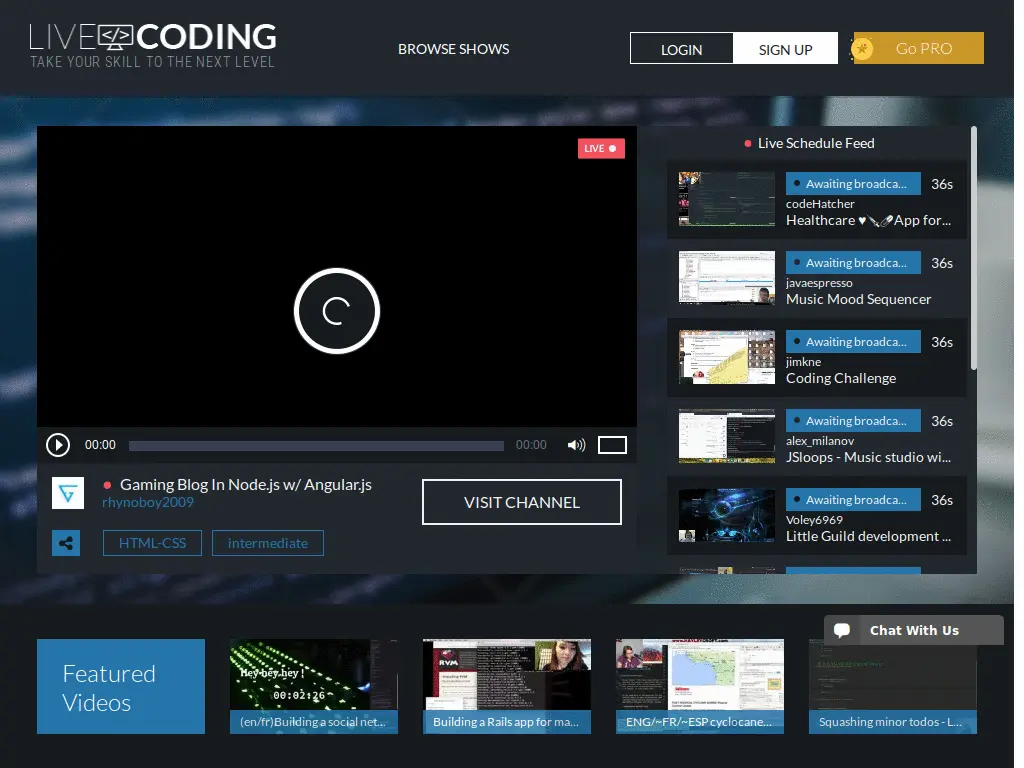 LIVE</>CODING
TAKE YOUR SKILL TO THE NEXT LEVEL
BROWSE SHOWS
LOGIN
SIGN UP
Go PRO
LIVE
00:00
00:00
Gaming Blog In Node.js w/ Angular.js
rhynoboy2009
VISIT CHANNEL
HTML-CSS
intermediate
Live Schedule Feed
Awaiting broadca... 36s
codeHatcher
Healthcare ♥🔪💊App for...
Awaiting broadca... 36s
javaespresso
Music Mood Sequencer
Awaiting broadca... 36s
jimkne
Coding Challenge
Awaiting broadca... 36s
alex_milanov
JSloops - Music studio wi...
Awaiting broadca... 36s
Voley6969
Little Guild development ...
Chat With Us
Featured
Videos
Hey hey hey!
00:02:26
(en/fr)Building a social net...
RVM
Building a Rails app for ma...
ENG/~FR/~ESP cyclocane...
Squashing minor todos - L...